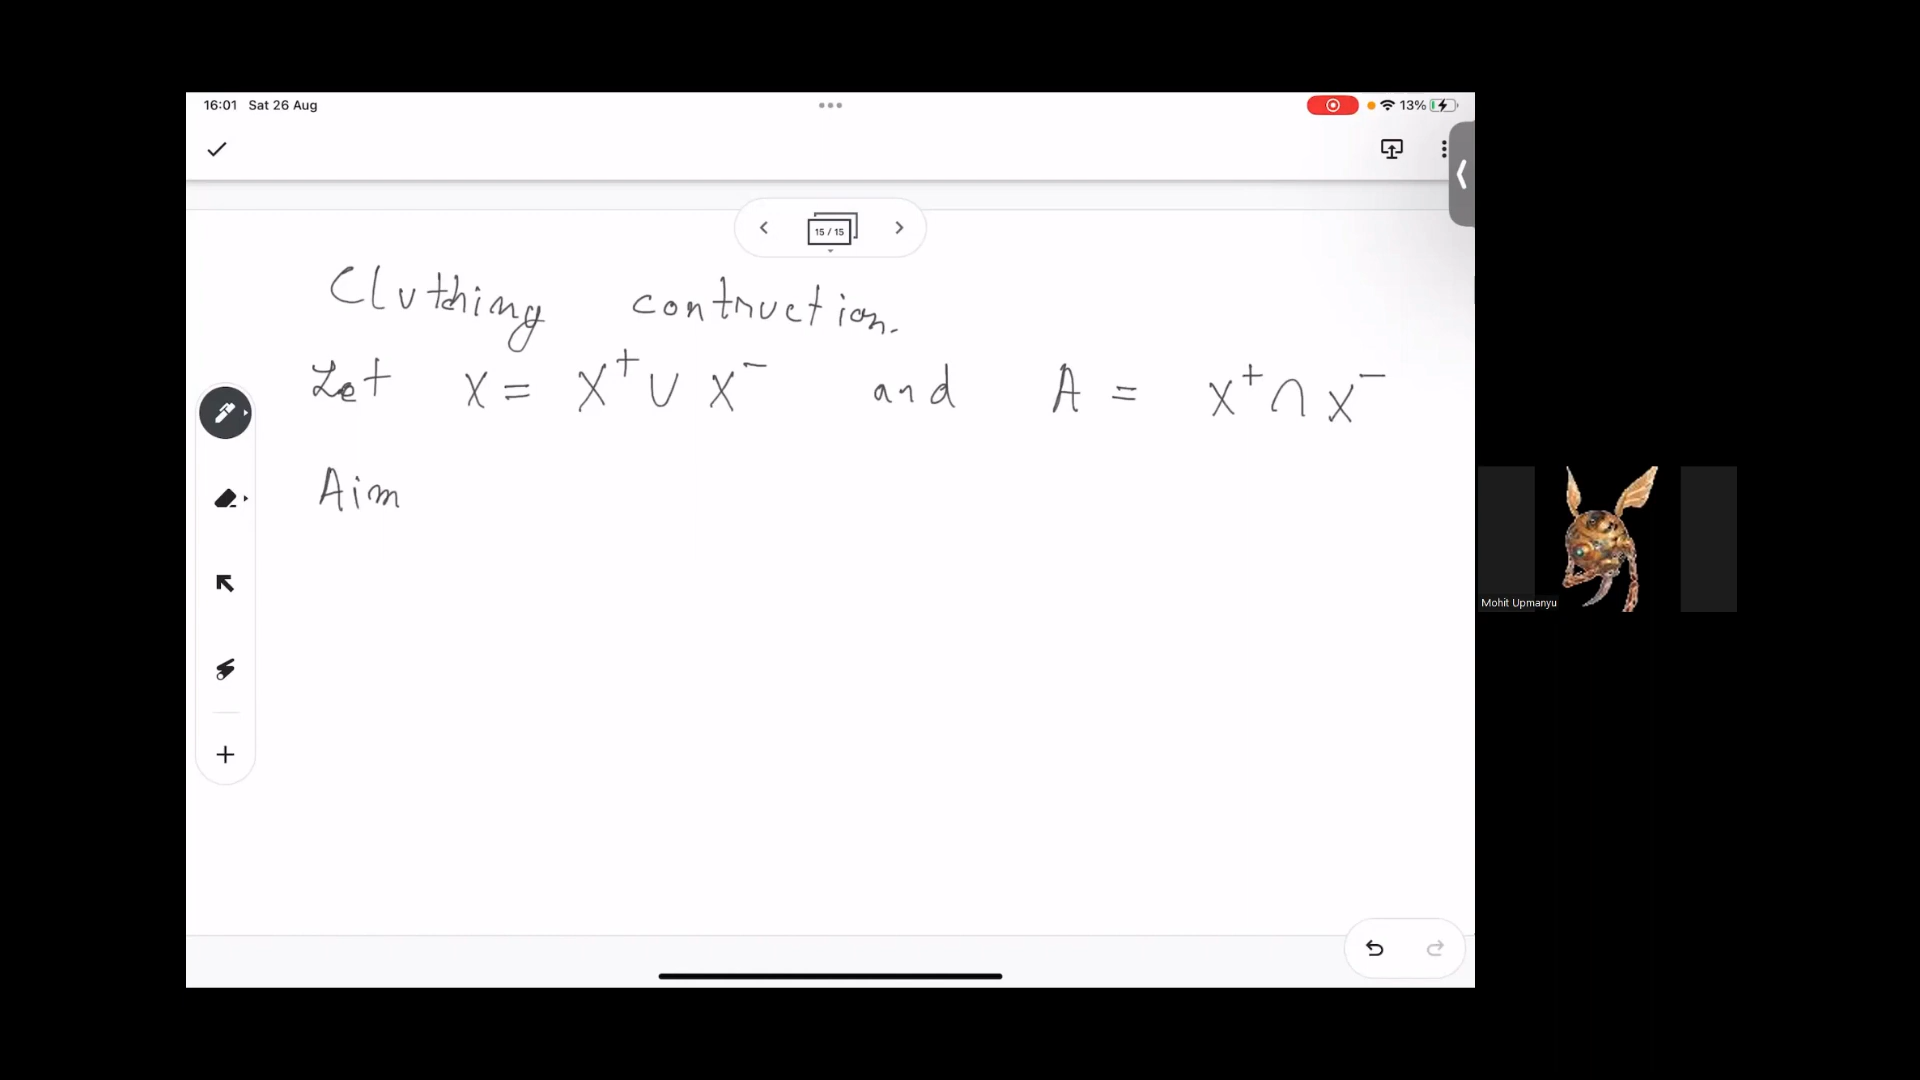 16:01 Sat 26 Aug
13%
15 / 15
Cluthing contruction.
Let X = X⁺ ∪ X⁻ and A = X⁺ ∩ X⁻
Aim
Mohit Upmanyu